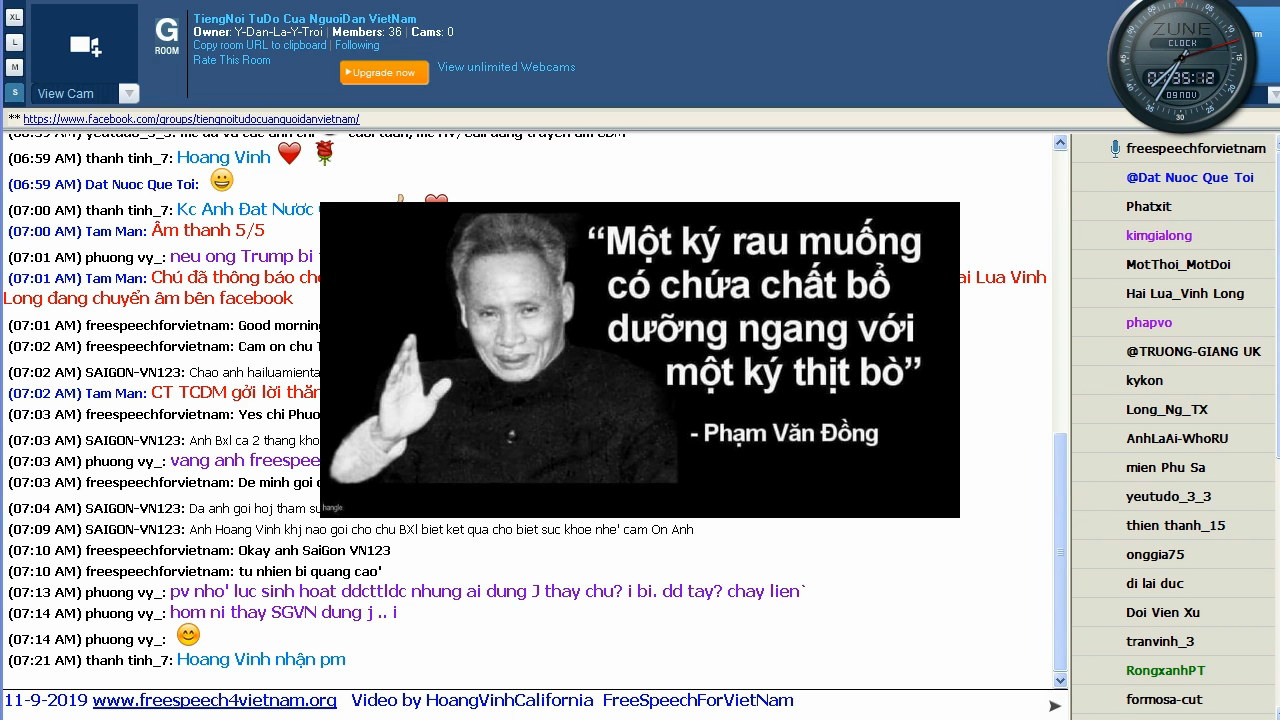 XL
L
M
S
View Cam
G
ROOM
TiengNoi TuDo Cua NguoiDan VietNam
Owner: Y-Dan-La-Y-Troi | Members: 36 | Cams: 0
Copy room URL to clipboard | Following
Rate This Room
Upgrade now
View unlimited Webcams
ZUNE
CLOCK
07:35:12
09 NOV
** https://www.facebook.com/groups/tiengnoitudocuanguoidanvietnam/
(06:59 AM) thanh tinh_7: Hoang Vinh
(06:59 AM) Dat Nuoc Que Toi:
(07:00 AM) thanh tinh_7: Kc Anh Đat Nước
(07:00 AM) Tam Man: Âm thanh 5/5
(07:01 AM) phuong vy_: neu ong Trump bi
(07:01 AM) Tam Man: Chú đã thông báo ai Lua Vinh
Long đang chuyển âm bên facebook
(07:01 AM) freespeechforvietnam: Good morning
(07:02 AM) freespeechforvietnam: Cam on chu
(07:02 AM) SAIGON-VN123: Chao anh hailuamienta
(07:02 AM) Tam Man: CT TCDM gởi lời
(07:03 AM) freespeechforvietnam: Yes chi
(07:03 AM) SAIGON-VN123: Anh Bxl ca 2 thang
(07:03 AM) phuong vy_: vang anh
(07:03 AM) freespeechforvietnam: De minh goi
(07:04 AM) SAIGON-VN123: Da anh goi hoj tham
(07:09 AM) SAIGON-VN123: Anh Hoang Vinh khj nao goi cho chu BXl biet ket qua cho biet suc khoe nhe' cam On Anh
(07:10 AM) freespeechforvietnam: Okay anh SaiGon VN123
(07:10 AM) freespeechforvietnam: tu nhien bi quang cao'
(07:13 AM) phuong vy_: pv nho' luc sinh hoat ddcttldc nhung ai dung J thay chu? i bi. dd tay? chay lien`
(07:14 AM) phuong vy_: hom ni thay SGVN dung j .. i
(07:14 AM) phuong vy_:
(07:21 AM) thanh tinh_7: Hoang Vinh nhận pm
“Một ký rau muống
có chứa chất bổ
dưỡng ngang với
một ký thịt bò”
- Phạm Văn Đồng
hangle
freespeechforvietnam
@Dat Nuoc Que Toi
Phatxit
kimgialong
MotThoi_MotDoi
Hai Lua_Vinh Long
phapvo
@TRUONG-GIANG UK
kykon
Long_Ng_TX
AnhLaAi-WhoRU
mien Phu Sa
yeutudo_3_3
thien thanh_15
onggia75
di lai duc
Doi Vien Xu
tranvinh_3
RongxanhPT
formosa-cut
11-9-2019 www.freespeech4vietnam.org Video by HoangVinhCalifornia FreeSpeechForVietNam